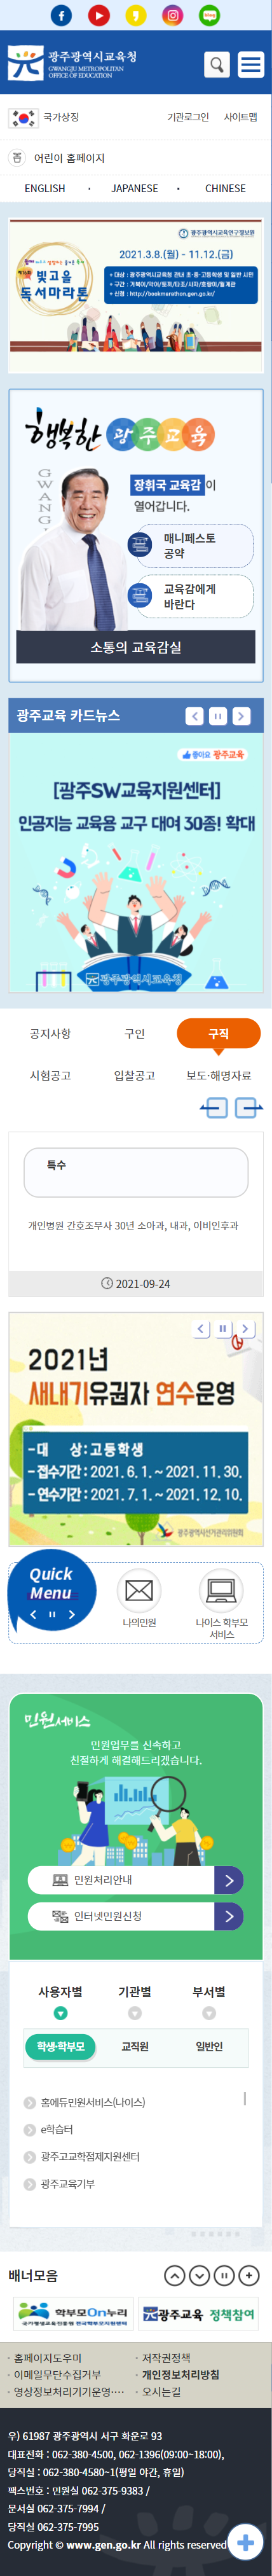 광주광역시교육청
GWANGJU METROPOLITAN
OFFICE OF EDUCATION
국가상징
기관로그인 사이트맵
어린이 홈페이지
ENGLISH · JAPANESE · CHINESE
광주광역시교육연구정보원
빛고을
독서마라톤
2021.3.8.(월) - 11.12.(금)
+ 대상 : 광주광역시교육청 관내 초·중·고등학생 및 일반 시민
+ 구간 : 거북이/악어/토끼/타조/사자/호랑이/월계관
+ 신청 : http://bookmarathon.gen.go.kr/
행복한 광주교육
GWANG
장휘국 교육감이
열어갑니다.
매니페스토
공약
교육감에게
바란다
소통의 교육감실
광주교육 카드뉴스
좋아요 광주교육
[광주SW교육지원센터]
인공지능 교육용 교구 대여 30종! 확대
광주광역시교육청
공지사항 구인 구직
시험공고 입찰공고 보도·해명자료
특수
개인병원 간호조무사 30년 소아과, 내과, 이비인후과
2021-09-24
2021년
새내기유권자 연수운영
- 대 상:고등학생
- 접수기간 : 2021. 6. 1. ~ 2021. 11. 30.
- 연수기간 : 2021. 7. 1. ~ 2021. 12. 10.
광주광역시선거관리위원회
Quick
Menu
나의민원
나이스 학부모
서비스
민원서비스
민원업무를 신속하고
친절하게 해결해드리겠습니다.
민원처리안내
인터넷민원신청
사용자별 기관별 부서별
학생·학부모 교직원 일반인
홈에듀민원서비스(나이스)
e학습터
광주고교학점제지원센터
광주교육기부
배너모음
학부모On누리
국가평생교육진흥원 전국학부모지원센터
광주교육 정책참여
· 홈페이지도우미 · 저작권정책
· 이메일무단수집거부 · 개인정보처리방침
· 영상정보처리기기운영···· · 오시는길
우) 61987 광주광역시 서구 화운로 93
대표전화 : 062-380-4500, 062-1396(09:00~18:00),
당직실 : 062-380-4580~1(평일 야간, 휴일)
팩스번호 : 민원실 062-375-9383 /
문서실 062-375-7994 /
당직실 062-375-7995
Copyright © www.gen.go.kr All rights reserved